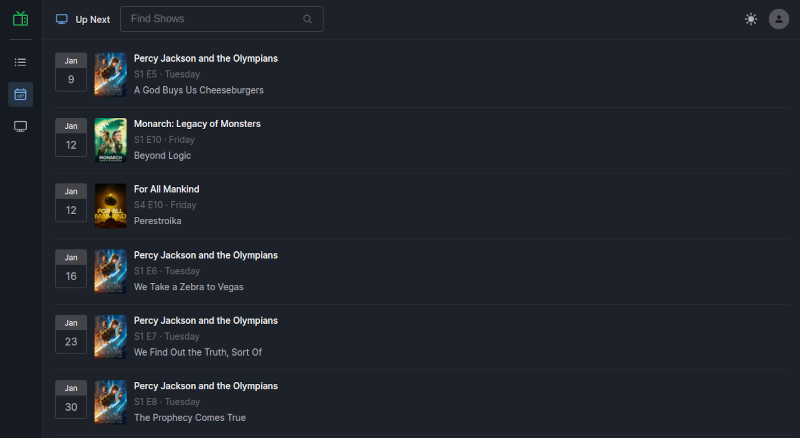 Up Next
Find Shows
Jan
9
Percy Jackson and the Olympians
S1 E5 · Tuesday
A God Buys Us Cheeseburgers
Jan
12
MONARCH
Monarch: Legacy of Monsters
S1 E10 · Friday
Beyond Logic
Jan
12
FOR ALL
MANKIND
For All Mankind
S4 E10 · Friday
Perestroika
Jan
16
Percy Jackson and the Olympians
S1 E6 · Tuesday
We Take a Zebra to Vegas
Jan
23
Percy Jackson and the Olympians
S1 E7 · Tuesday
We Find Out the Truth, Sort Of
Jan
30
Percy Jackson and the Olympians
S1 E8 · Tuesday
The Prophecy Comes True